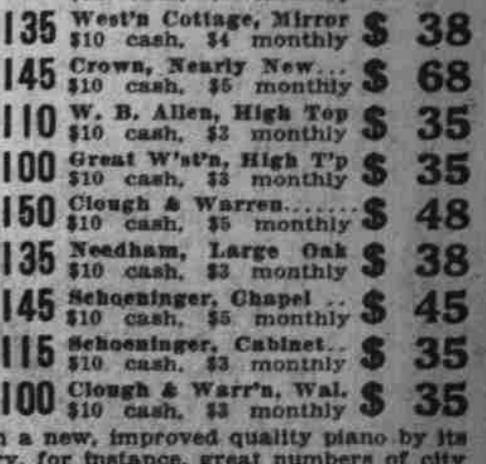 135 West'n Cottage, Mirror $ 38
$10 cash, $4 monthly
145 Crown, Nearly New... $ 68
$10 cash, $5 monthly
110 W. B. Allen, High Top $ 35
$10 cash, $3 monthly
100 Great W'st'n, High T'p $ 35
$10 cash, $3 monthly
150 Clough & Warren....... $ 48
$10 cash, $5 monthly
135 Needham, Large Oak $ 38
$10 cash, $3 monthly
145 Schoeninger, Chapel .. $ 45
$10 cash, $5 monthly
115 Schoeninger, Cabinet.. $ 35
$10 cash, $3 monthly
100 Clough & Warr'n, Wal. $ 35
$10 cash, $3 monthly
a new, improved quality piano by its
for instance, great numbers of city